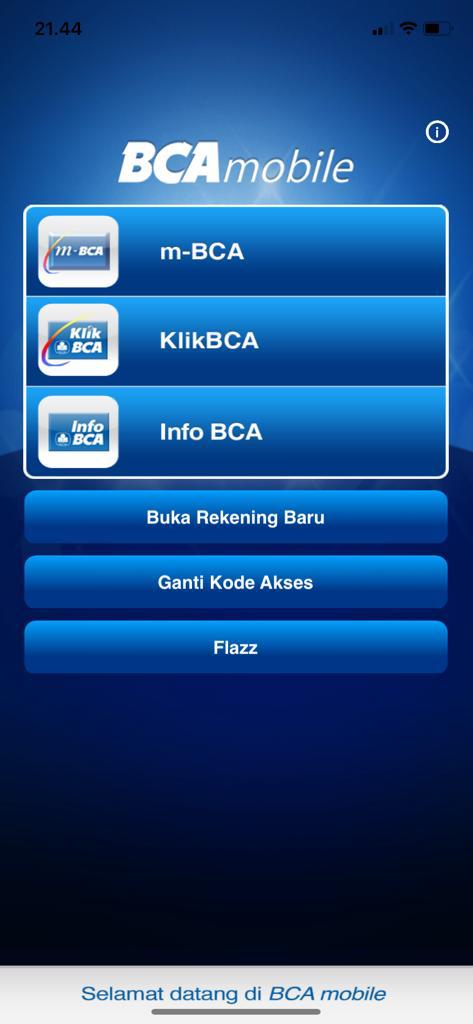 21.44
BCA mobile
m-BCA
m-BCA
Klik
BCA
KlikBCA
Info
BCA
Info BCA
Buka Rekening Baru
Ganti Kode Akses
Flazz
Selamat datang di BCA mobile